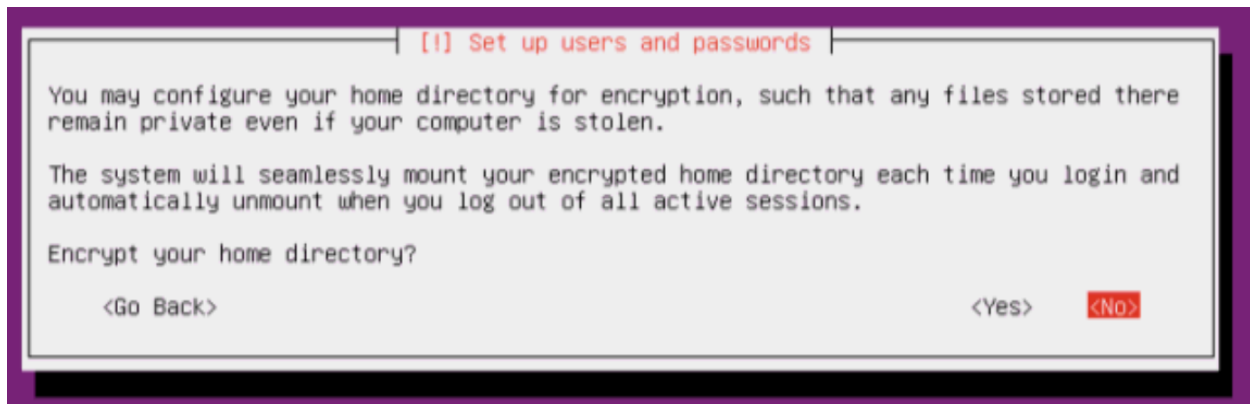 [!] Set up users and passwords
You may configure your home directory for encryption, such that any files stored there
remain private even if your computer is stolen.
The system will seamlessly mount your encrypted home directory each time you login and
automatically unmount when you log out of all active sessions.
Encrypt your home directory?
<Go Back> <Yes> <No>